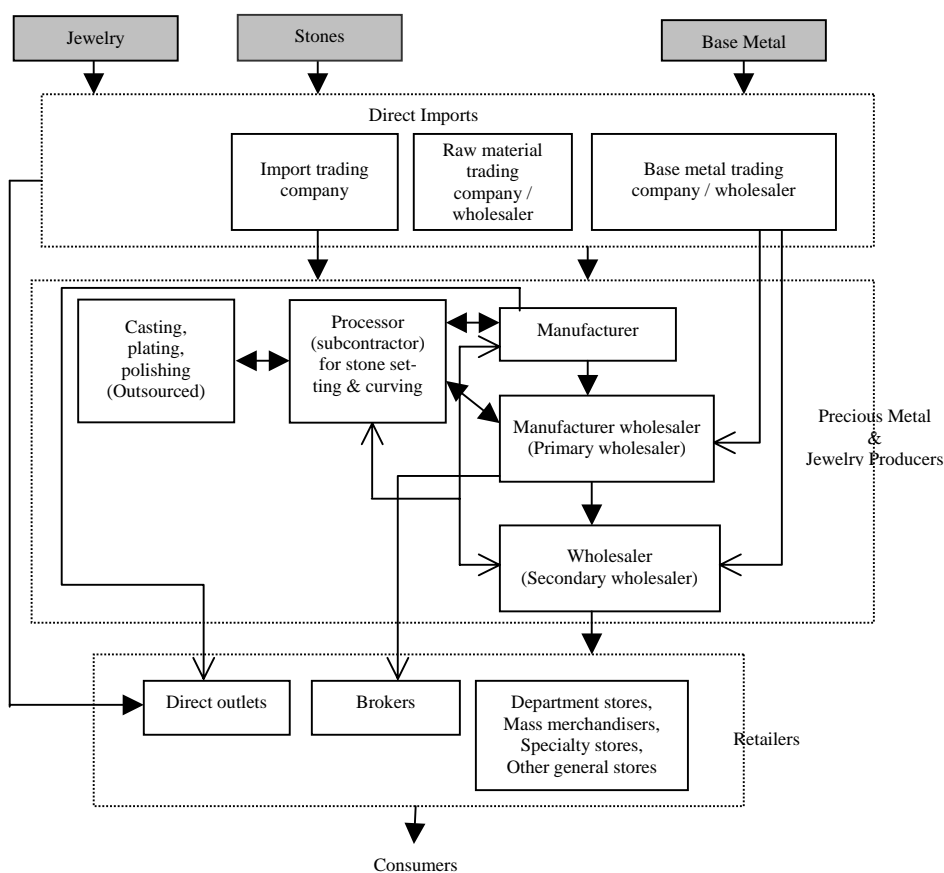 Jewelry
Stones
Base Metal
Direct Imports
Import trading
company
Raw material
trading
company /
wholesaler
Base metal trading
company / wholesaler
Casting,
plating,
polishing
(Outsourced)
Processor
(subcontractor)
for stone set-
ting & curving
Manufacturer
Manufacturer wholesaler
(Primary wholesaler)
Wholesaler
(Secondary wholesaler)
Precious Metal
&
Jewelry Producers
Direct outlets
Brokers
Department stores,
Mass merchandisers,
Specialty stores,
Other general stores
Retailers
Consumers